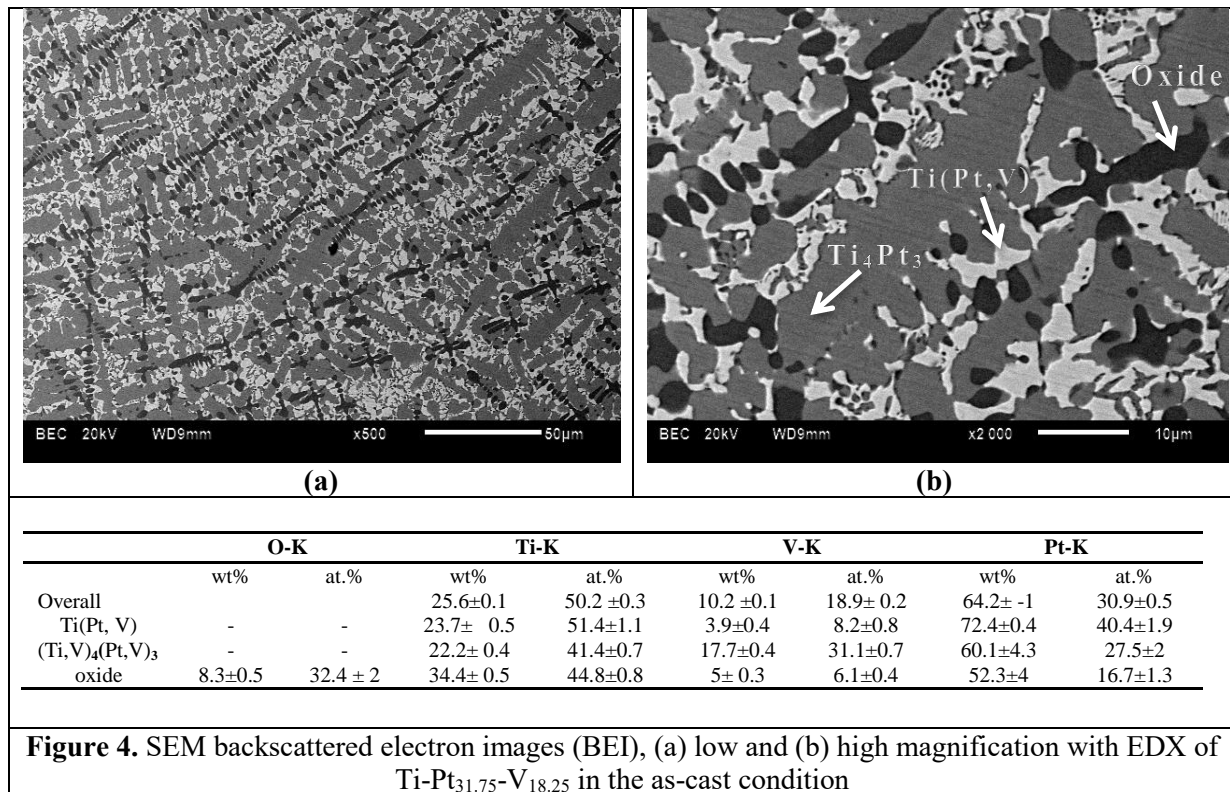 BEC 20kV WD9mm x500 50µm
Oxide
Ti(Pt,V)
Ti₄Pt₃
BEC 20kV WD9mm x2 000 10µm
(a) (b)
O-K Ti-K V-K Pt-K
wt% at.% wt% at.% wt% at.% wt% at.%
Overall 25.6±0.1 50.2 ±0.3 10.2 ±0.1 18.9± 0.2 64.2± -1 30.9±0.5
Ti(Pt, V) - - 23.7± 0.5 51.4±1.1 3.9±0.4 8.2±0.8 72.4±0.4 40.4±1.9
(Ti,V)₄(Pt,V)₃ - - 22.2± 0.4 41.4±0.7 17.7±0.4 31.1±0.7 60.1±4.3 27.5±2
oxide 8.3±0.5 32.4 ± 2 34.4± 0.5 44.8±0.8 5± 0.3 6.1±0.4 52.3±4 16.7±1.3
Figure 4. SEM backscattered electron images (BEI), (a) low and (b) high magnification with EDX of
Ti-Pt₃₁.₇₅-V₁₈.₂₅ in the as-cast condition